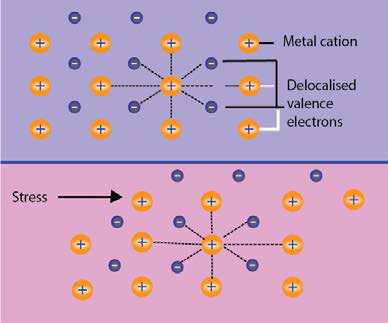 Metal cation
Delocalised
valence
electrons
Stress